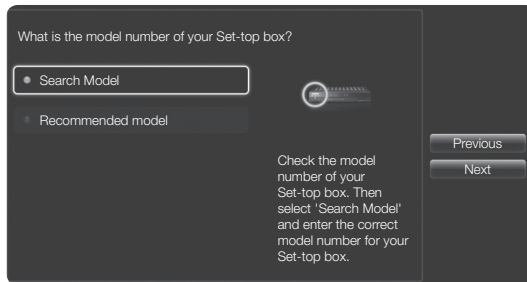 What is the model number of your Set-top box?
Search Model
Recommended model
Check the model
number of your
Set-top box. Then
select 'Search Model'
and enter the correct
model number for your
Set-top box.
Previous
Next